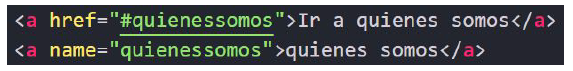 <a href="#quienessomos">Ir a quienes somos</a>
<a name="quienessomos">quienes somos</a>